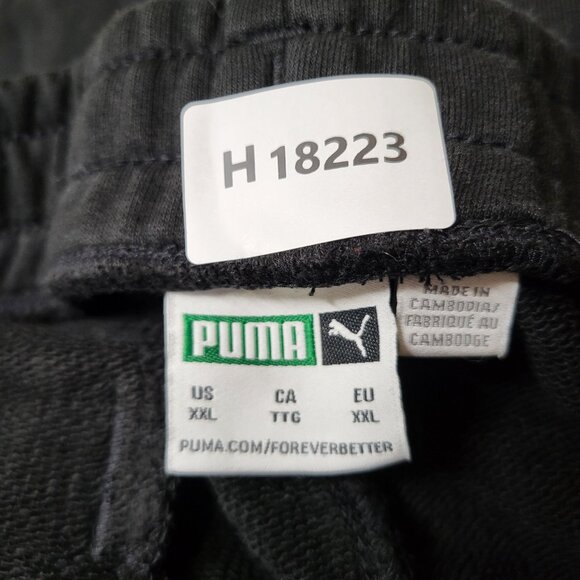 H 18223
PUMA
MADE IN
CAMBODIA/
FABRIQUÉ AU
CAMBODGE
US CA EU
XXL TTG XXL
PUMA.COM/FOREVERBETTER